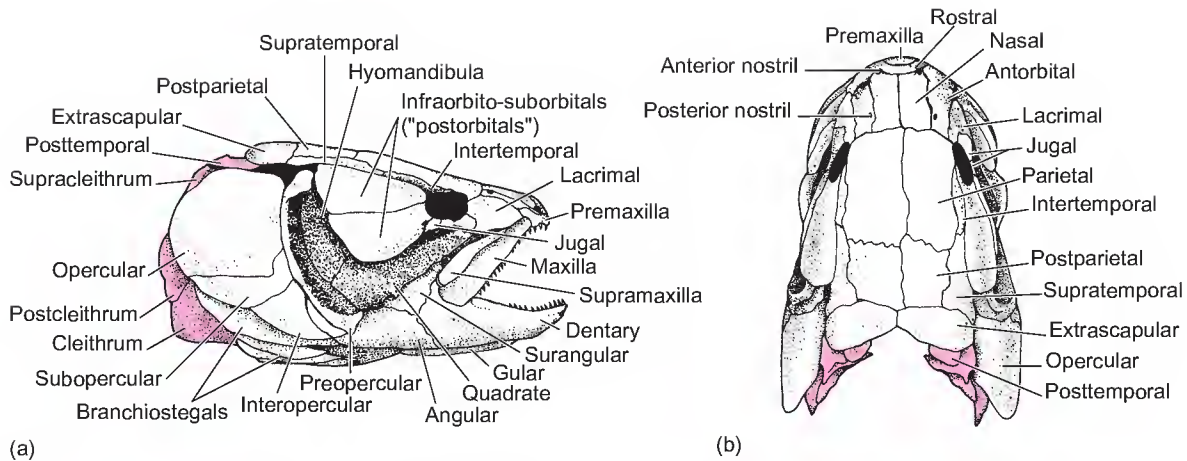 Supratemporal
Hyomandibula
Postparietal
Infraorbito-suborbitals
("postorbitals")
Extrascapular
Posttemporal
Intertemporal
Supracleithrum
Lacrimal
Premaxilla
Jugal
Maxilla
Opercular
Supramaxilla
Postcleithrum
Dentary
Cleithrum
Surangular
Subopercular
Gular
Preopercular
Quadrate
Branchiostegals
Interopercular
Angular
(a)
(b)
Rostral
Premaxilla
Nasal
Anterior nostril
Antorbital
Posterior nostril
Lacrimal
Jugal
Parietal
Intertemporal
Postparietal
Supratemporal
Extrascapular
Opercular
Posttemporal